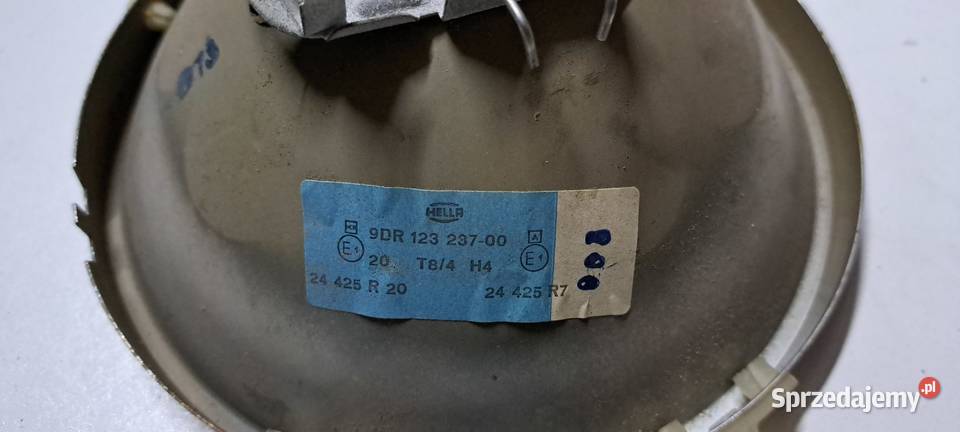 HELLA
9DR 123 237-00
E1 20 T8/4 H4 E1
24 425 R 20 24 425 R7
Sprzedajemy.pl